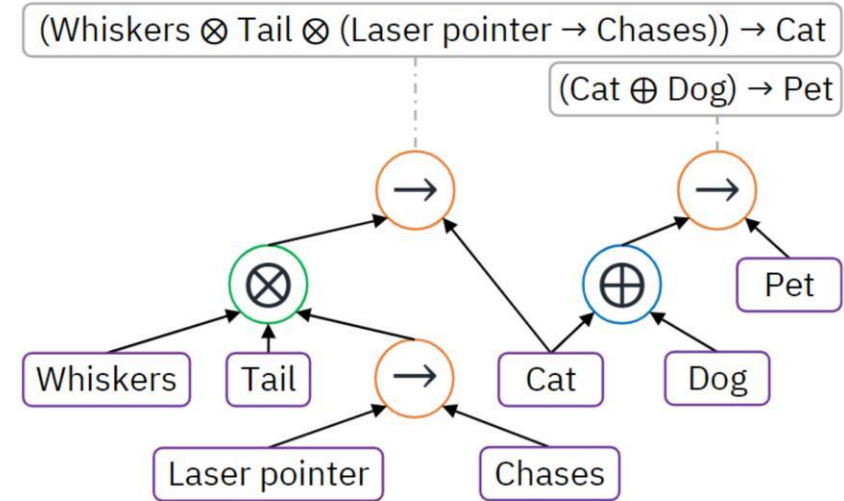 (Whiskers ⊗ Tail ⊗ (Laser pointer → Chases)) → Cat
(Cat ⊕ Dog) → Pet
→
→
⊗
⊕
Pet
Whiskers
Tail
→
Cat
Dog
Laser pointer
Chases